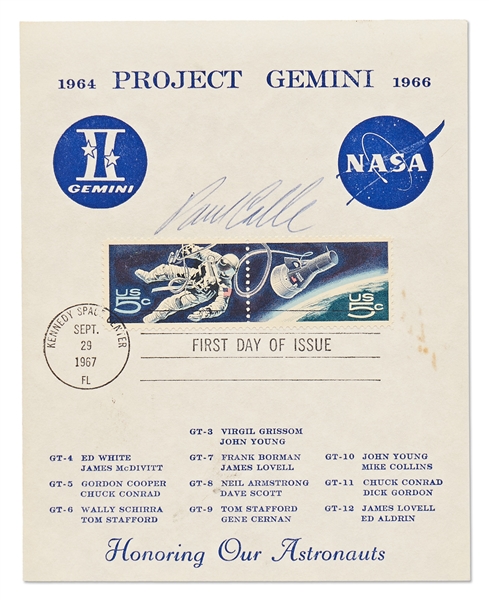 1964 PROJECT GEMINI 1966
GEMINI
NASA
Paul Calle
US 5c
US 5c
KENNEDY SPACE CENTER
SEPT.
29
1967
FL
FIRST DAY OF ISSUE
GT-3 VIRGIL GRISSOM
JOHN YOUNG
GT-4 ED WHITE
JAMES McDIVITT
GT-5 GORDON COOPER
CHUCK CONRAD
GT-6 WALLY SCHIRRA
TOM STAFFORD
GT-7 FRANK BORMAN
JAMES LOVELL
GT-8 NEIL ARMSTRONG
DAVE SCOTT
GT-9 TOM STAFFORD
GENE CERNAN
GT-10 JOHN YOUNG
MIKE COLLINS
GT-11 CHUCK CONRAD
DICK GORDON
GT-12 JAMES LOVELL
ED ALDRIN
Honoring Our Astronauts